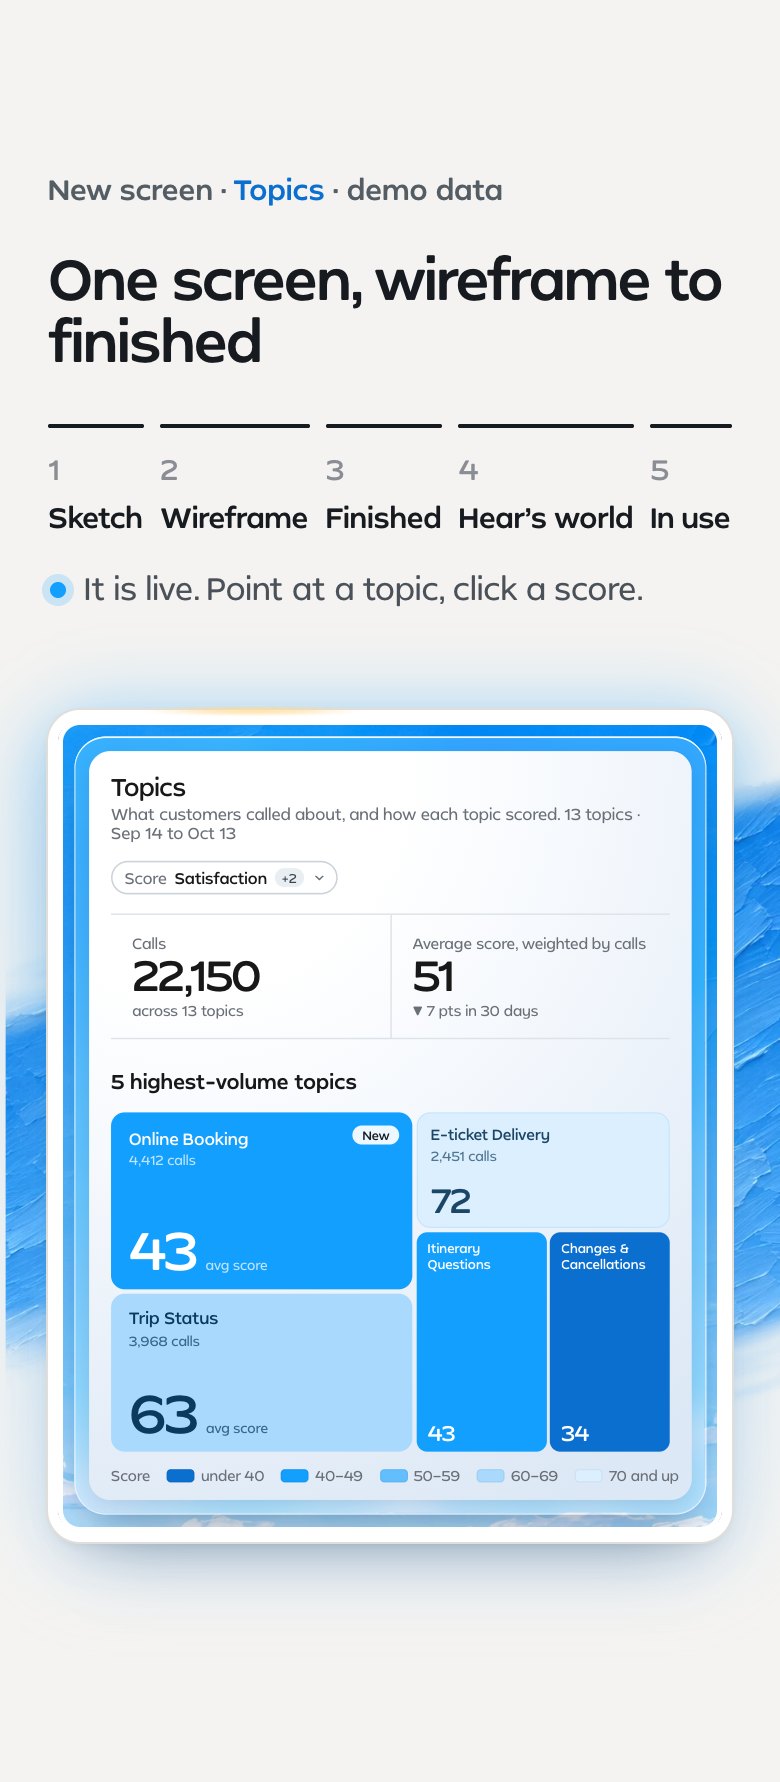 New screen · Topics · demo data
One screen, wireframe to
finished
1
2
3
4
5
Sketch
Wireframe
Finished
Hear’s world
In use
It is live. Point at a topic, click a score.
Topics
What customers called about, and how each topic scored. 13 topics ·
Sep 14 to Oct 13
Score Satisfaction +2
Calls
22,150
across 13 topics
Average score, weighted by calls
51
▼ 7 pts in 30 days
5 highest-volume topics
Online Booking
New
4,412 calls
43 avg score
E-ticket Delivery
2,451 calls
72
Trip Status
3,968 calls
63 avg score
Itinerary
Questions
43
Changes &
Cancellations
34
Score under 40 40–49 50–59 60–69 70 and up